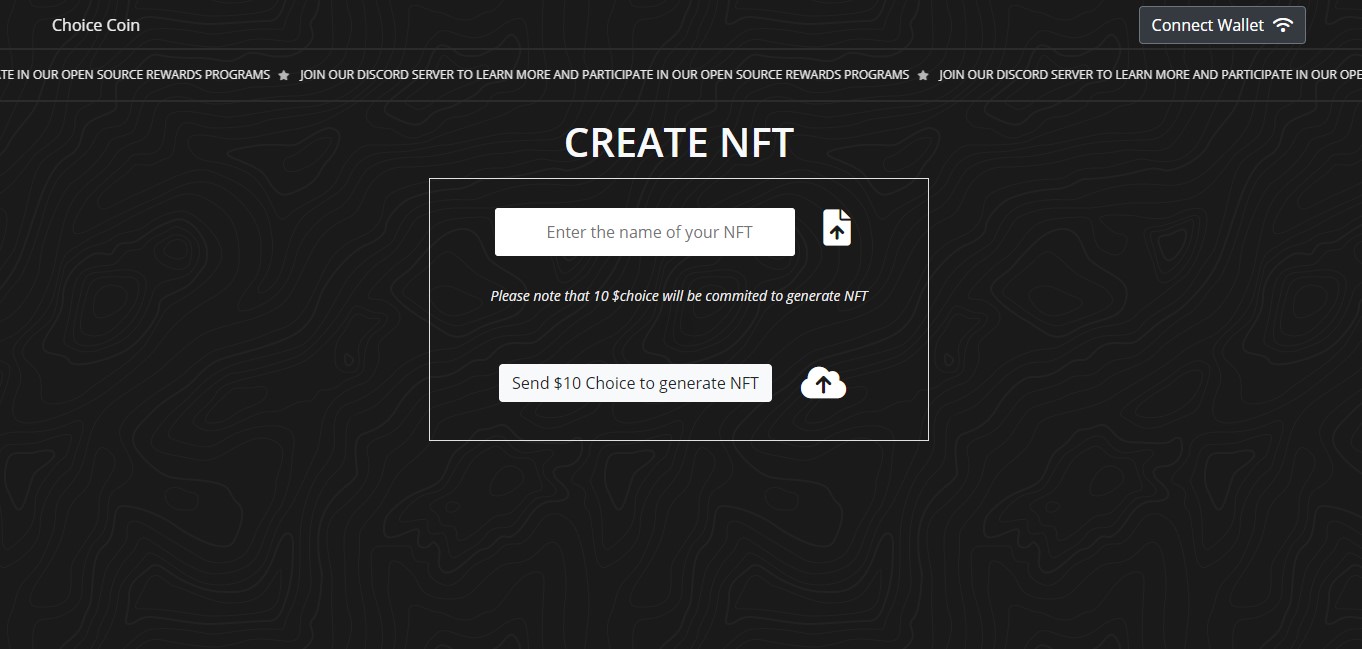 Choice Coin
Connect Wallet
IN OUR OPEN SOURCE REWARDS PROGRAMS ★ JOIN OUR DISCORD SERVER TO LEARN MORE AND PARTICIPATE IN OUR OPEN SOURCE REWARDS PROGRAMS ★ JOIN OUR DISCORD SERVER TO LEARN MORE AND PARTICIPATE IN OUR
CREATE NFT
Enter the name of your NFT
Please note that 10 $choice will be commited to generate NFT
Send $10 Choice to generate NFT